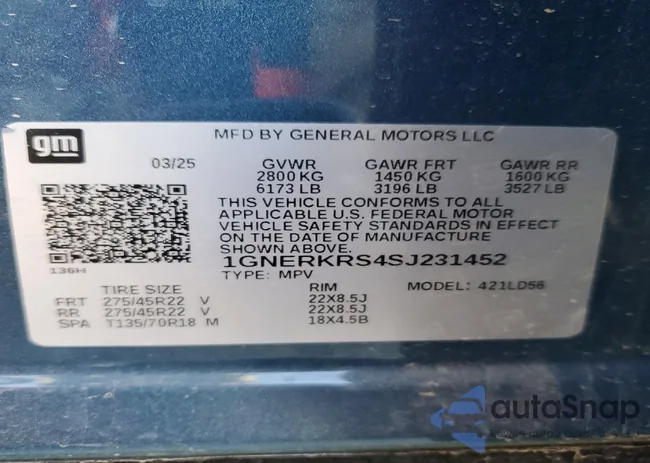 gm
MFD BY GENERAL MOTORS LLC
03/25 GVWR GAWR FRT GAWR RR
2800 KG 1450 KG 1600 KG
6173 LB 3196 LB 3527 LB
THIS VEHICLE CONFORMS TO ALL
APPLICABLE U.S. FEDERAL MOTOR
VEHICLE SAFETY STANDARDS IN EFFECT
ON THE DATE OF MANUFACTURE
SHOWN ABOVE.
1GNERKRS4SJ231452
136H
TYPE: MPV MODEL: 421LD56
TIRE SIZE RIM
FRT 275/45R22 V 22X8.5J
RR 275/45R22 V 22X8.5J
SPA T135/70R18 M 18X4.5B
autoSnap